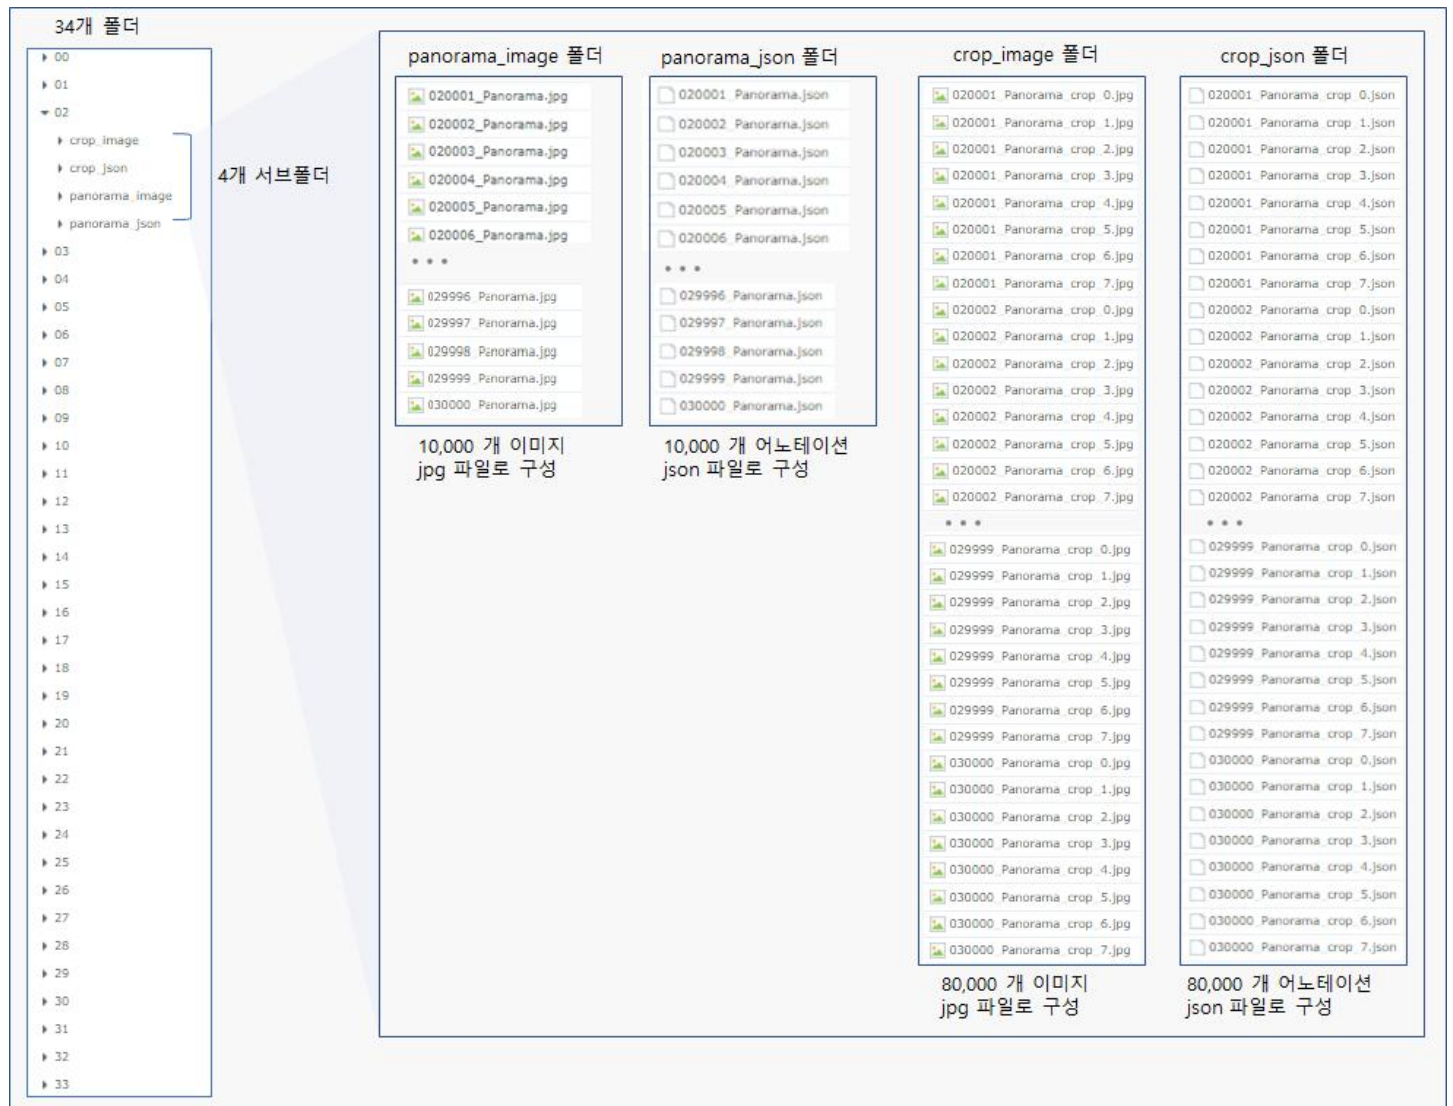 34개 폴더
00
01
02
crop_image
crop_json
panorama_image
panorama_json
03
04
05
06
07
08
09
10
11
12
13
14
15
16
17
18
19
20
21
22
23
24
25
26
27
28
29
30
31
32
33
4개 서브폴더
panorama_image 폴더
020001_Panorama.jpg
020002_Panorama.jpg
020003_Panorama.jpg
020004_Panorama.jpg
020005_Panorama.jpg
020006_Panorama.jpg
• • •
029996_Panorama.jpg
029997_Panorama.jpg
029998_Panorama.jpg
029999_Panorama.jpg
030000_Panorama.jpg
10,000 개 이미지
jpg 파일로 구성
panorama_json 폴더
020001_Panorama.json
020002_Panorama.json
020003_Panorama.json
020004_Panorama.json
020005_Panorama.json
020006_Panorama.json
• • •
029996_Panorama.json
029997_Panorama.json
029998_Panorama.json
029999_Panorama.json
030000_Panorama.json
10,000 개 어노테이션
json 파일로 구성
crop_image 폴더
020001_Panorama_crop_0.jpg
020001_Panorama_crop_1.jpg
020001_Panorama_crop_2.jpg
020001_Panorama_crop_3.jpg
020001_Panorama_crop_4.jpg
020001_Panorama_crop_5.jpg
020001_Panorama_crop_6.jpg
020001_Panorama_crop_7.jpg
020002_Panorama_crop_0.jpg
020002_Panorama_crop_1.jpg
020002_Panorama_crop_2.jpg
020002_Panorama_crop_3.jpg
020002_Panorama_crop_4.jpg
020002_Panorama_crop_5.jpg
020002_Panorama_crop_6.jpg
020002_Panorama_crop_7.jpg
• • •
029999_Panorama_crop_0.jpg
029999_Panorama_crop_1.jpg
029999_Panorama_crop_2.jpg
029999_Panorama_crop_3.jpg
029999_Panorama_crop_4.jpg
029999_Panorama_crop_5.jpg
029999_Panorama_crop_6.jpg
029999_Panorama_crop_7.jpg
030000_Panorama_crop_0.jpg
030000_Panorama_crop_1.jpg
030000_Panorama_crop_2.jpg
030000_Panorama_crop_3.jpg
030000_Panorama_crop_4.jpg
030000_Panorama_crop_5.jpg
030000_Panorama_crop_6.jpg
030000_Panorama_crop_7.jpg
80,000 개 이미지
jpg 파일로 구성
crop_json 폴더
020001_Panorama_crop_0.json
020001_Panorama_crop_1.json
020001_Panorama_crop_2.json
020001_Panorama_crop_3.json
020001_Panorama_crop_4.json
020001_Panorama_crop_5.json
020001_Panorama_crop_6.json
020001_Panorama_crop_7.json
020002_Panorama_crop_0.json
020002_Panorama_crop_1.json
020002_Panorama_crop_2.json
020002_Panorama_crop_3.json
020002_Panorama_crop_4.json
020002_Panorama_crop_5.json
020002_Panorama_crop_6.json
020002_Panorama_crop_7.json
• • •
029999_Panorama_crop_0.json
029999_Panorama_crop_1.json
029999_Panorama_crop_2.json
029999_Panorama_crop_3.json
029999_Panorama_crop_4.json
029999_Panorama_crop_5.json
029999_Panorama_crop_6.json
029999_Panorama_crop_7.json
030000_Panorama_crop_0.json
030000_Panorama_crop_1.json
030000_Panorama_crop_2.json
030000_Panorama_crop_3.json
030000_Panorama_crop_4.json
030000_Panorama_crop_5.json
030000_Panorama_crop_6.json
030000_Panorama_crop_7.json
80,000 개 어노테이션
json 파일로 구성